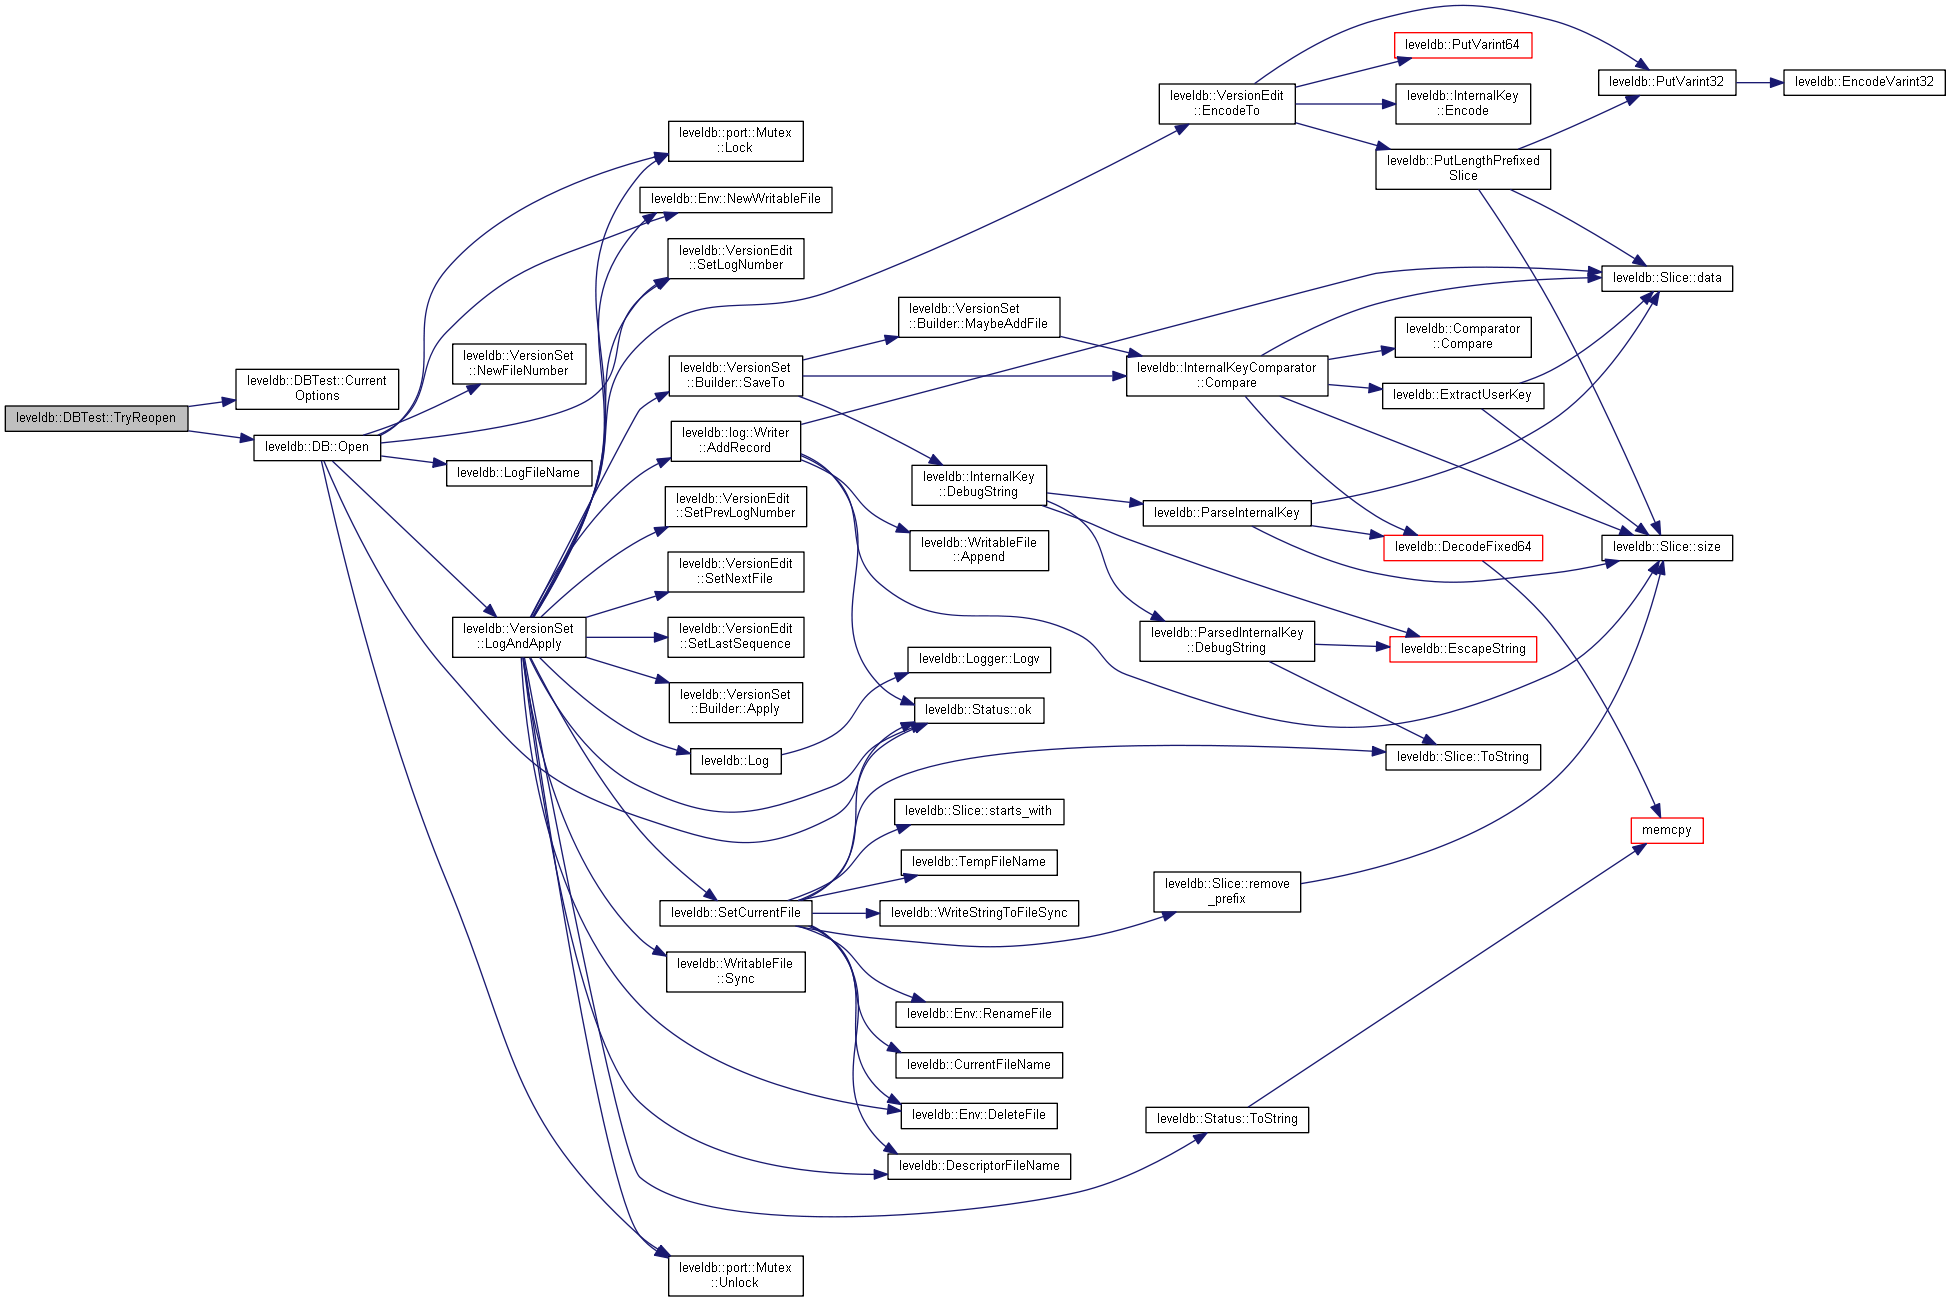 leveldb::DBTest::TryReopen
leveldb::DBTest::Current
Options
leveldb::DB::Open
leveldb::VersionSet
::NewFileNumber
leveldb::LogFileName
leveldb::VersionSet
::LogAndApply
leveldb::port::Mutex
::Lock
leveldb::Env::NewWritableFile
leveldb::VersionEdit
::SetLogNumber
leveldb::VersionSet
::Builder::SaveTo
leveldb::log::Writer
::AddRecord
leveldb::VersionEdit
::SetPrevLogNumber
leveldb::VersionEdit
::SetNextFile
leveldb::VersionEdit
::SetLastSequence
leveldb::VersionSet
::Builder::Apply
leveldb::Log
leveldb::SetCurrentFile
leveldb::WritableFile
::Sync
leveldb::port::Mutex
::Unlock
leveldb::VersionSet
::Builder::MaybeAddFile
leveldb::InternalKey
::DebugString
leveldb::WritableFile
::Append
leveldb::Logger::Logv
leveldb::Status::ok
leveldb::Slice::starts_with
leveldb::TempFileName
leveldb::WriteStringToFileSync
leveldb::Env::RenameFile
leveldb::CurrentFileName
leveldb::Env::DeleteFile
leveldb::DescriptorFileName
leveldb::VersionEdit
::EncodeTo
leveldb::InternalKeyComparator
::Compare
leveldb::ParseInternalKey
leveldb::ParsedInternalKey
::DebugString
leveldb::Slice::remove
_prefix
leveldb::Status::ToString
leveldb::PutVarint64
leveldb::InternalKey
::Encode
leveldb::PutLengthPrefixed
Slice
leveldb::Comparator
::Compare
leveldb::ExtractUserKey
leveldb::DecodeFixed64
leveldb::EscapeString
leveldb::Slice::ToString
leveldb::PutVarint32
leveldb::Slice::data
leveldb::Slice::size
memcpy
leveldb::EncodeVarint32